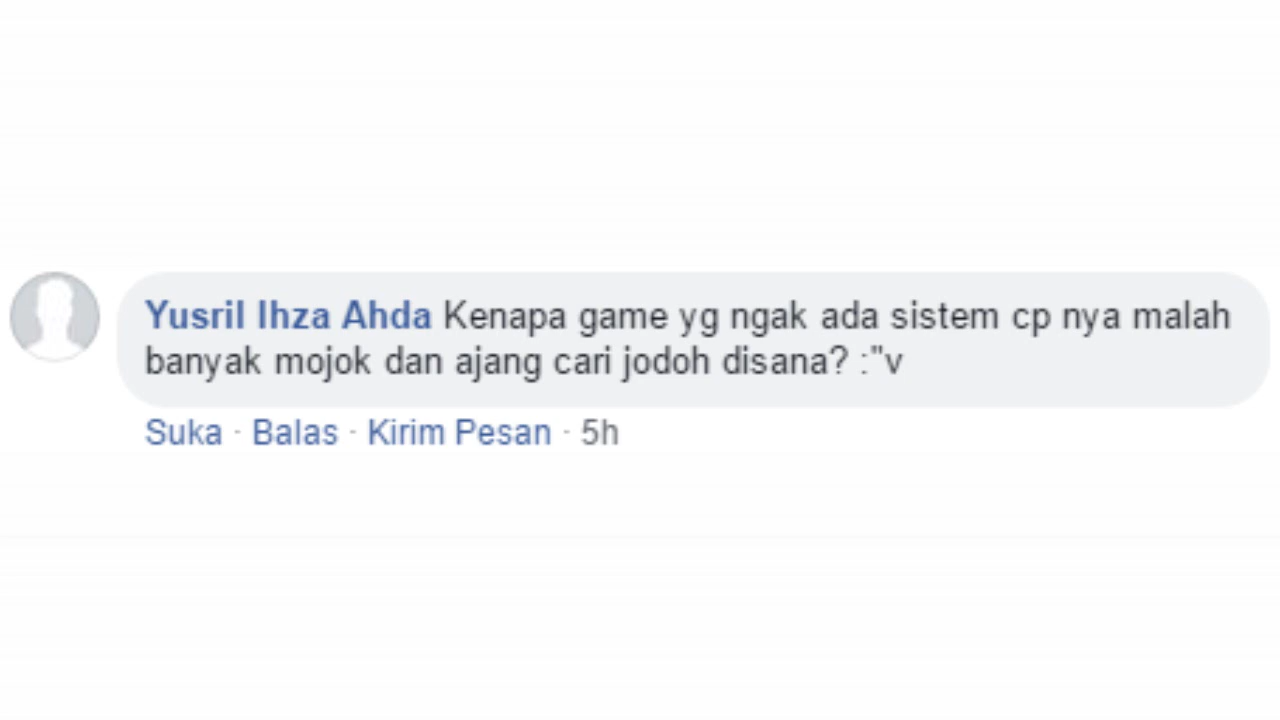 Yusril Ihza Ahda Kenapa game yg ngak ada sistem cp nya malah
banyak mojok dan ajang cari jodoh disana? :"v
Suka · Balas · Kirim Pesan · 5h